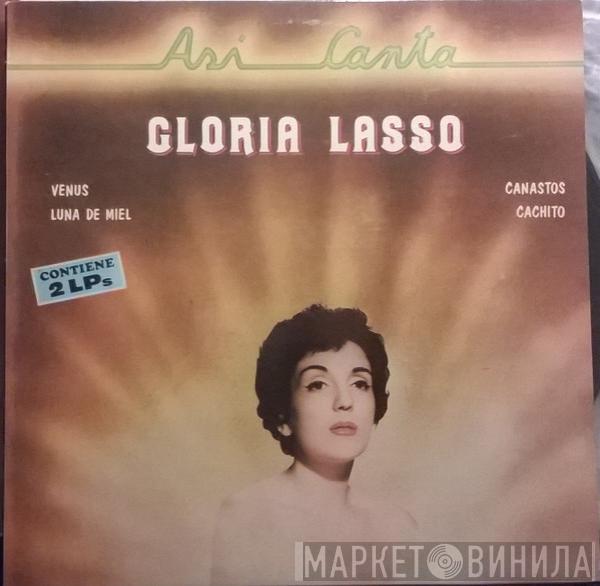 Asi Canta
GLORIA LASSO
VENUS
LUNA DE MIEL
CANASTOS
CACHITO
CONTIENE
2 LPs
МАРКЕТ ВИНИЛА